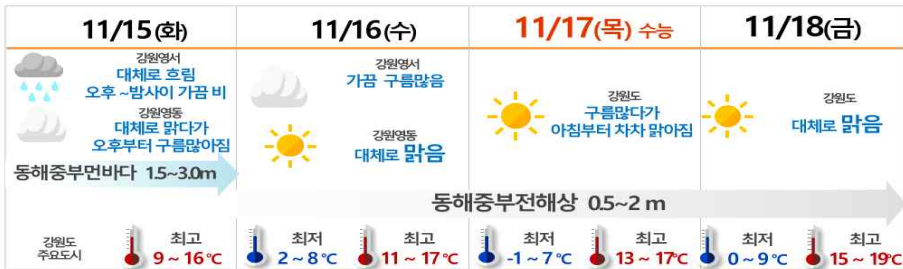 11/15(화)
11/16(수)
11/17(목) 수능
11/18(금)
강원영서
대체로 흐림
오후 ~밤사이 가끔 비
강원영동
대체로 맑다가
오후부터 구름많아짐
강원영서
가끔 구름많음
강원영동
대체로 맑음
강원도
구름많다가
아침부터 차차 맑아짐
강원도
대체로 맑음
동해중부먼바다 1.5~3.0m
동해중부전해상 0.5~2 m
강원도
주요도시
최고
9 ~ 16℃
최저
2 ~ 8℃
최고
11 ~ 17℃
최저
-1 ~ 7℃
최고
13 ~ 17℃
최저
0 ~ 9℃
최고
15 ~ 19℃